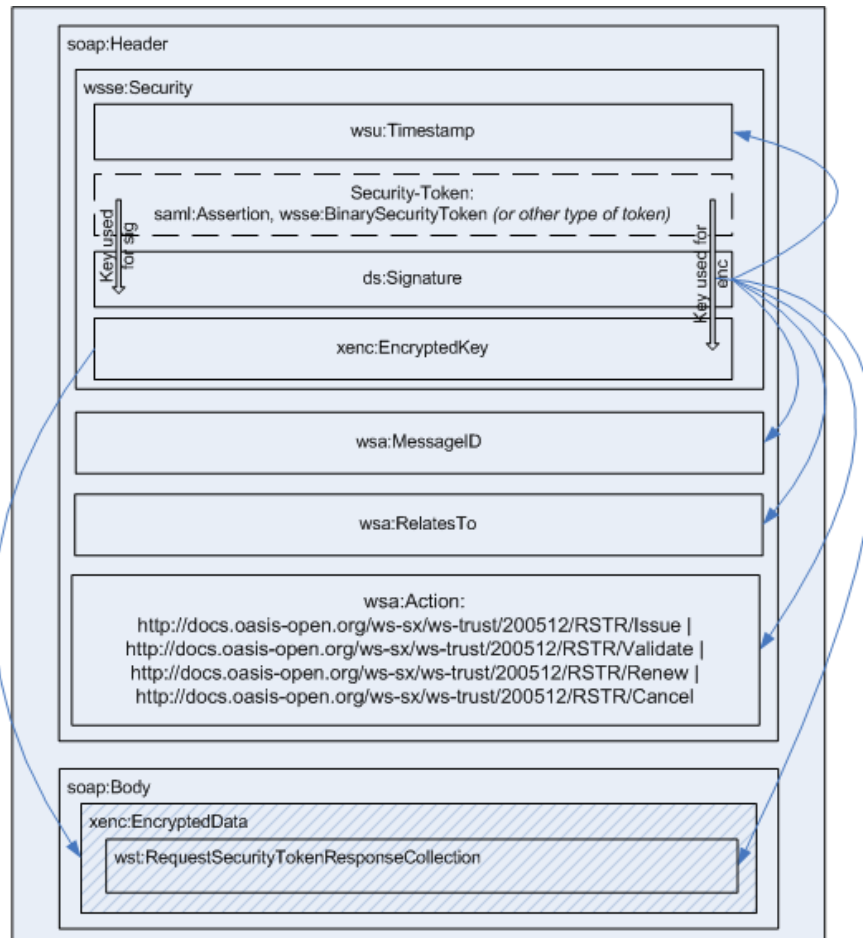 soap:Header
wsse:Security
wsu:Timestamp
Security-Token:
saml:Assertion, wsse:BinarySecurityToken (or other type of token)
Key used
for sig
Key used for
enc
ds:Signature
xenc:EncryptedKey
wsa:MessageID
wsa:RelatesTo
wsa:Action:
http://docs.oasis-open.org/ws-sx/ws-trust/200512/RSTR/Issue |
http://docs.oasis-open.org/ws-sx/ws-trust/200512/RSTR/Validate |
http://docs.oasis-open.org/ws-sx/ws-trust/200512/RSTR/Renew |
http://docs.oasis-open.org/ws-sx/ws-trust/200512/RSTR/Cancel
soap:Body
xenc:EncryptedData
wst:RequestSecurityTokenResponseCollection